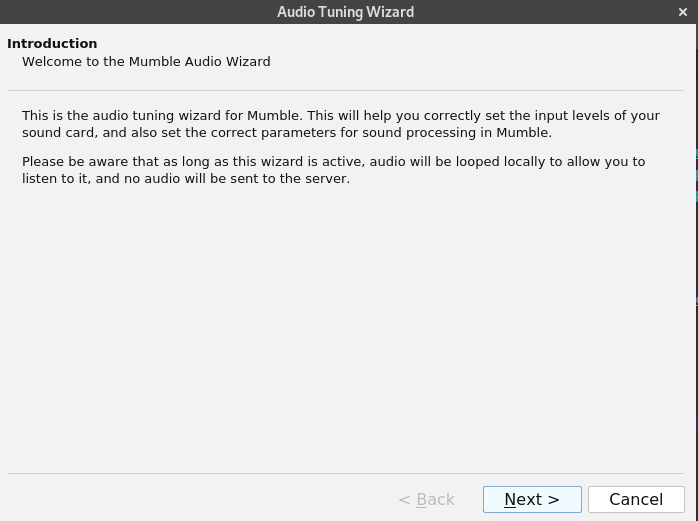 Audio Tuning Wizard ×
Introduction
Welcome to the Mumble Audio Wizard
This is the audio tuning wizard for Mumble. This will help you correctly set the input levels of your
sound card, and also set the correct parameters for sound processing in Mumble.
Please be aware that as long as this wizard is active, audio will be looped locally to allow you to
listen to it, and no audio will be sent to the server.
< Back Next > Cancel